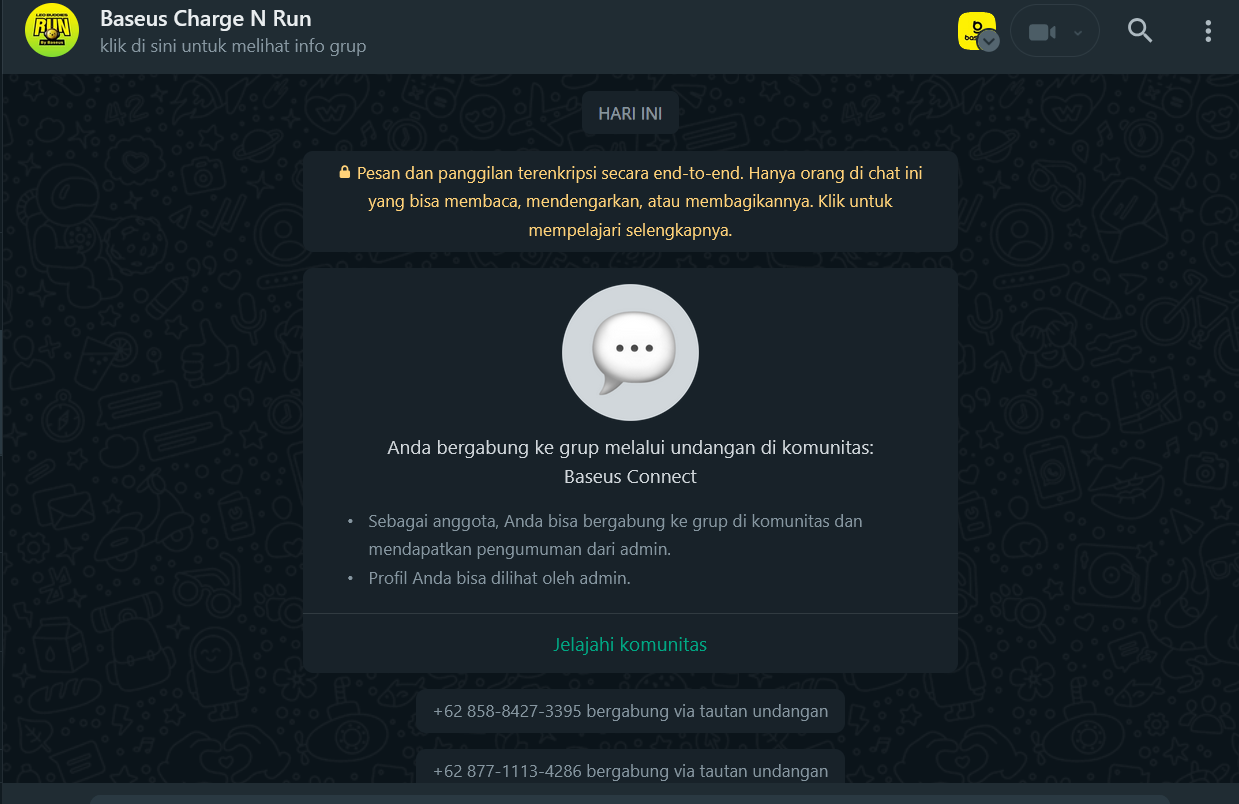 Baseus Charge N Run
klik di sini untuk melihat info grup
HARI INI
Pesan dan panggilan terenkripsi secara end-to-end. Hanya orang di chat ini
yang bisa membaca, mendengarkan, atau membagikannya. Klik untuk
mempelajari selengkapnya.
Anda bergabung ke grup melalui undangan di komunitas:
Baseus Connect
• Sebagai anggota, Anda bisa bergabung ke grup di komunitas dan
mendapatkan pengumuman dari admin.
• Profil Anda bisa dilihat oleh admin.
Jelajahi komunitas
+62 858-8427-3395 bergabung via tautan undangan
+62 877-1113-4286 bergabung via tautan undangan